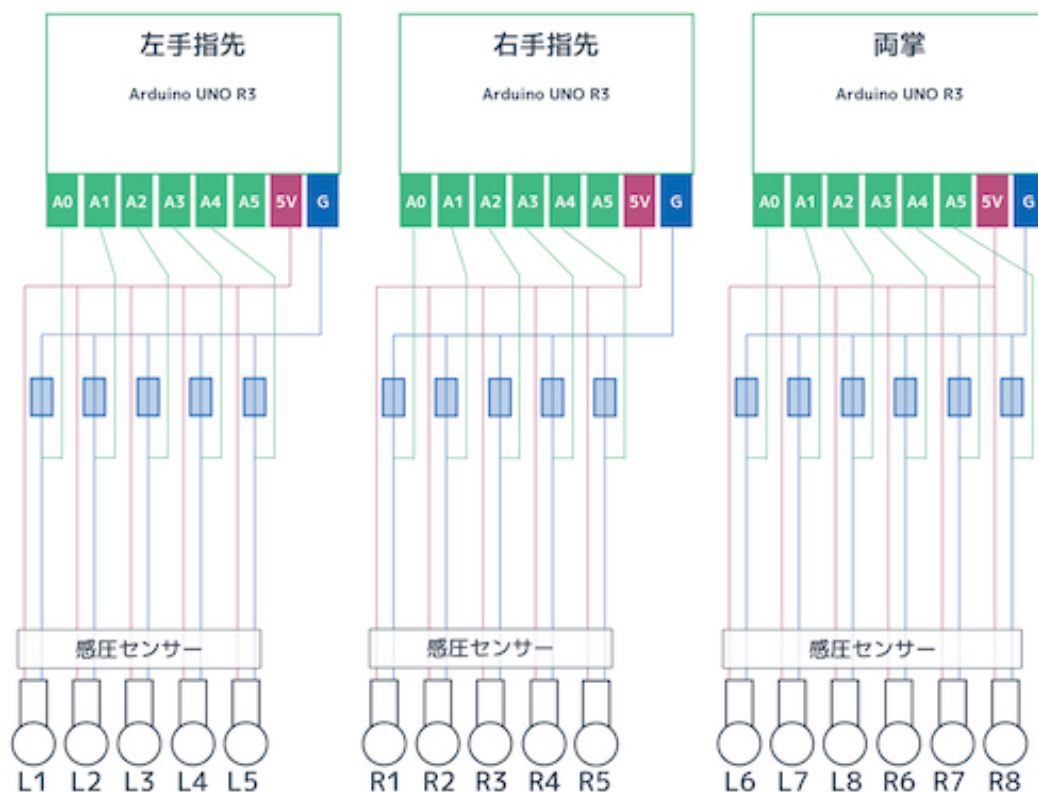 左手指先
Arduino UNO R3
A0 A1 A2 A3 A4 A5 5V G
感圧センサー
L1 L2 L3 L4 L5
右手指先
Arduino UNO R3
A0 A1 A2 A3 A4 A5 5V G
感圧センサー
R1 R2 R3 R4 R5
両掌
Arduino UNO R3
A0 A1 A2 A3 A4 A5 5V G
感圧センサー
L6 L7 L8 R6 R7 R8